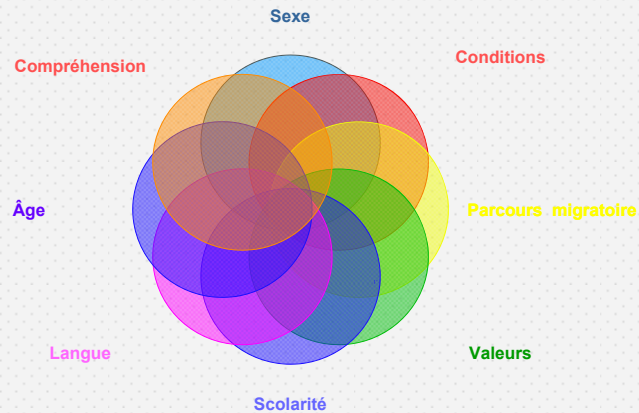 Sexe
Compréhension
Conditions
Âge
Parcours migratoire
Langue
Valeurs
Scolarité